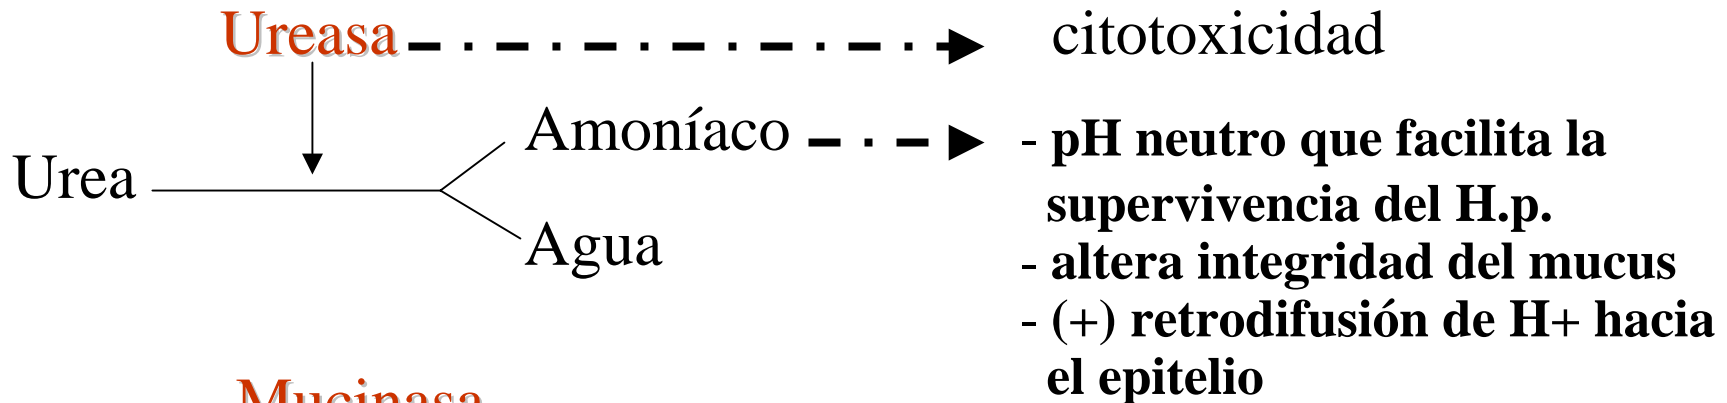 Ureasa
citotoxicidad
Amoníaco
- pH neutro que facilita la
supervivencia del H.p.
Urea
Agua
- altera integridad del mucus
- (+) retrodifusión de H+ hacia
el epitelio
Mucinasa